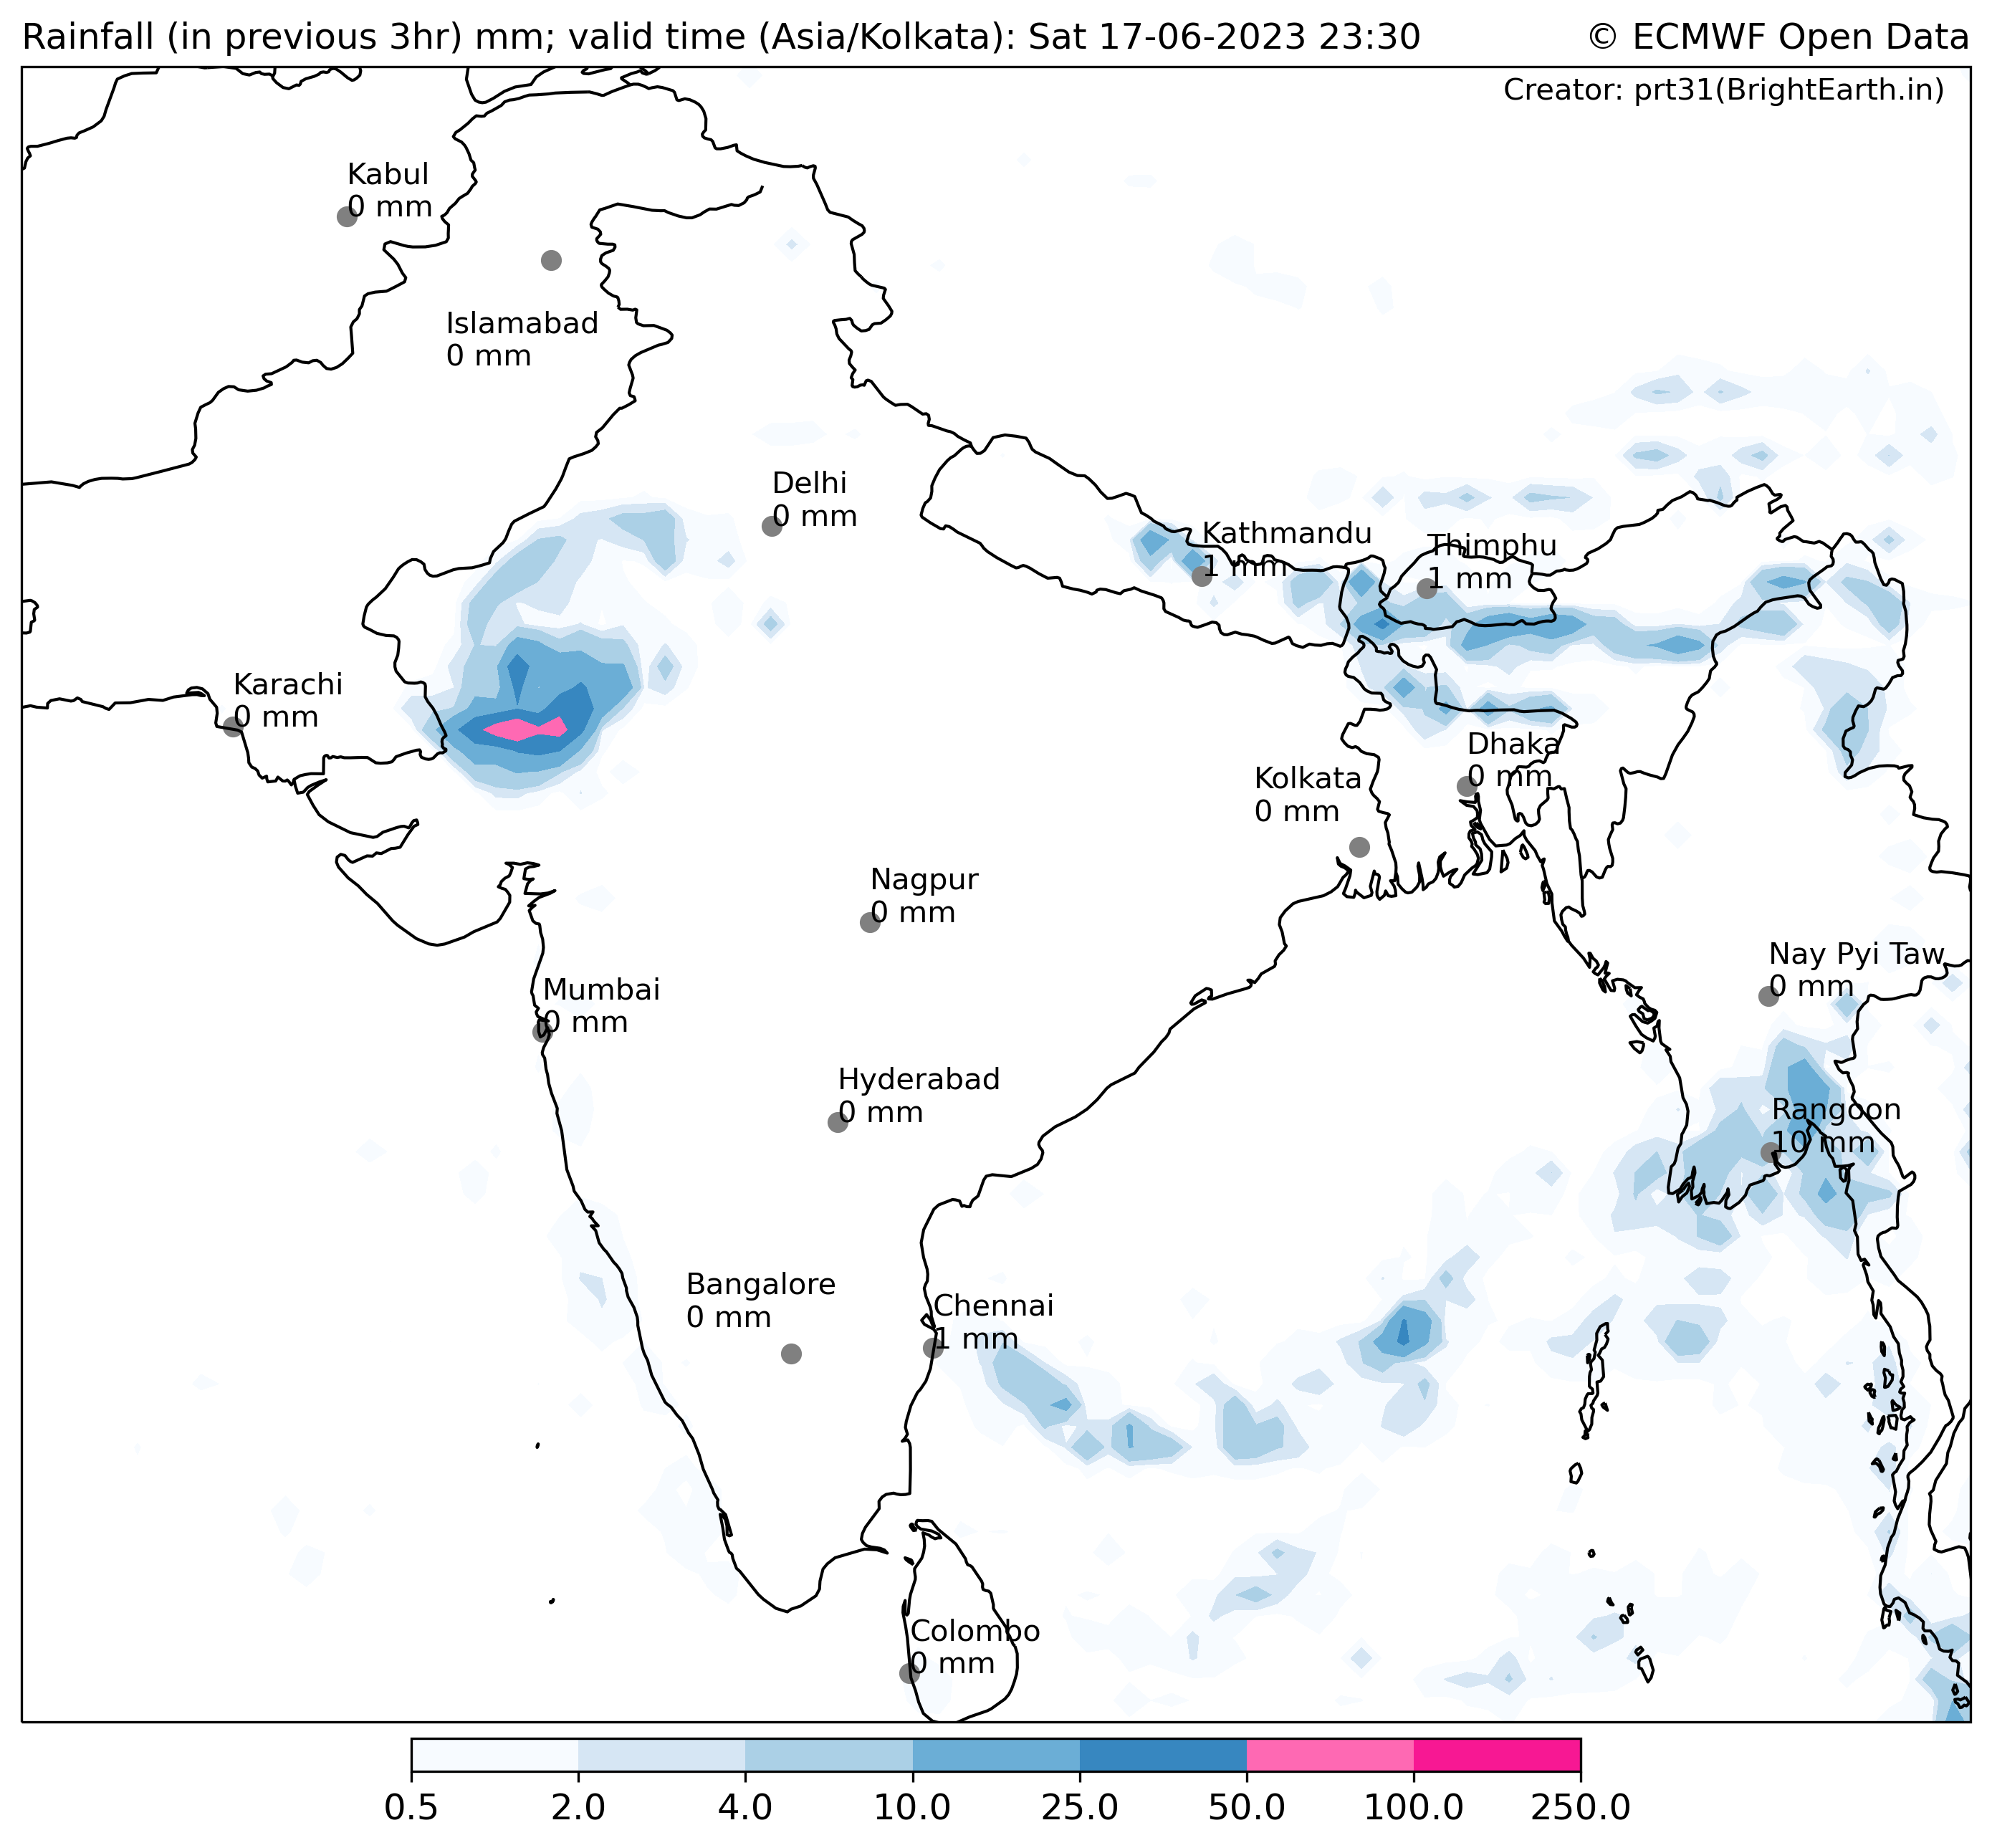 Rainfall (in previous 3hr) mm; valid time (Asia/Kolkata): Sat 17-06-2023 23:30
© ECMWF Open Data
Creator: prt31(BrightEarth.in)
Kabul
0 mm
Islamabad
0 mm
Delhi
0 mm
Kathmandu
1 mm
Thimphu
1 mm
Karachi
0 mm
Dhaka
0 mm
Kolkata
0 mm
Nagpur
0 mm
Nay Pyi Taw
0 mm
Mumbai
0 mm
Hyderabad
0 mm
Rangoon
10 mm
Bangalore
0 mm
Chennai
1 mm
Colombo
0 mm
0.5 2.0 4.0 10.0 25.0 50.0 100.0 250.0